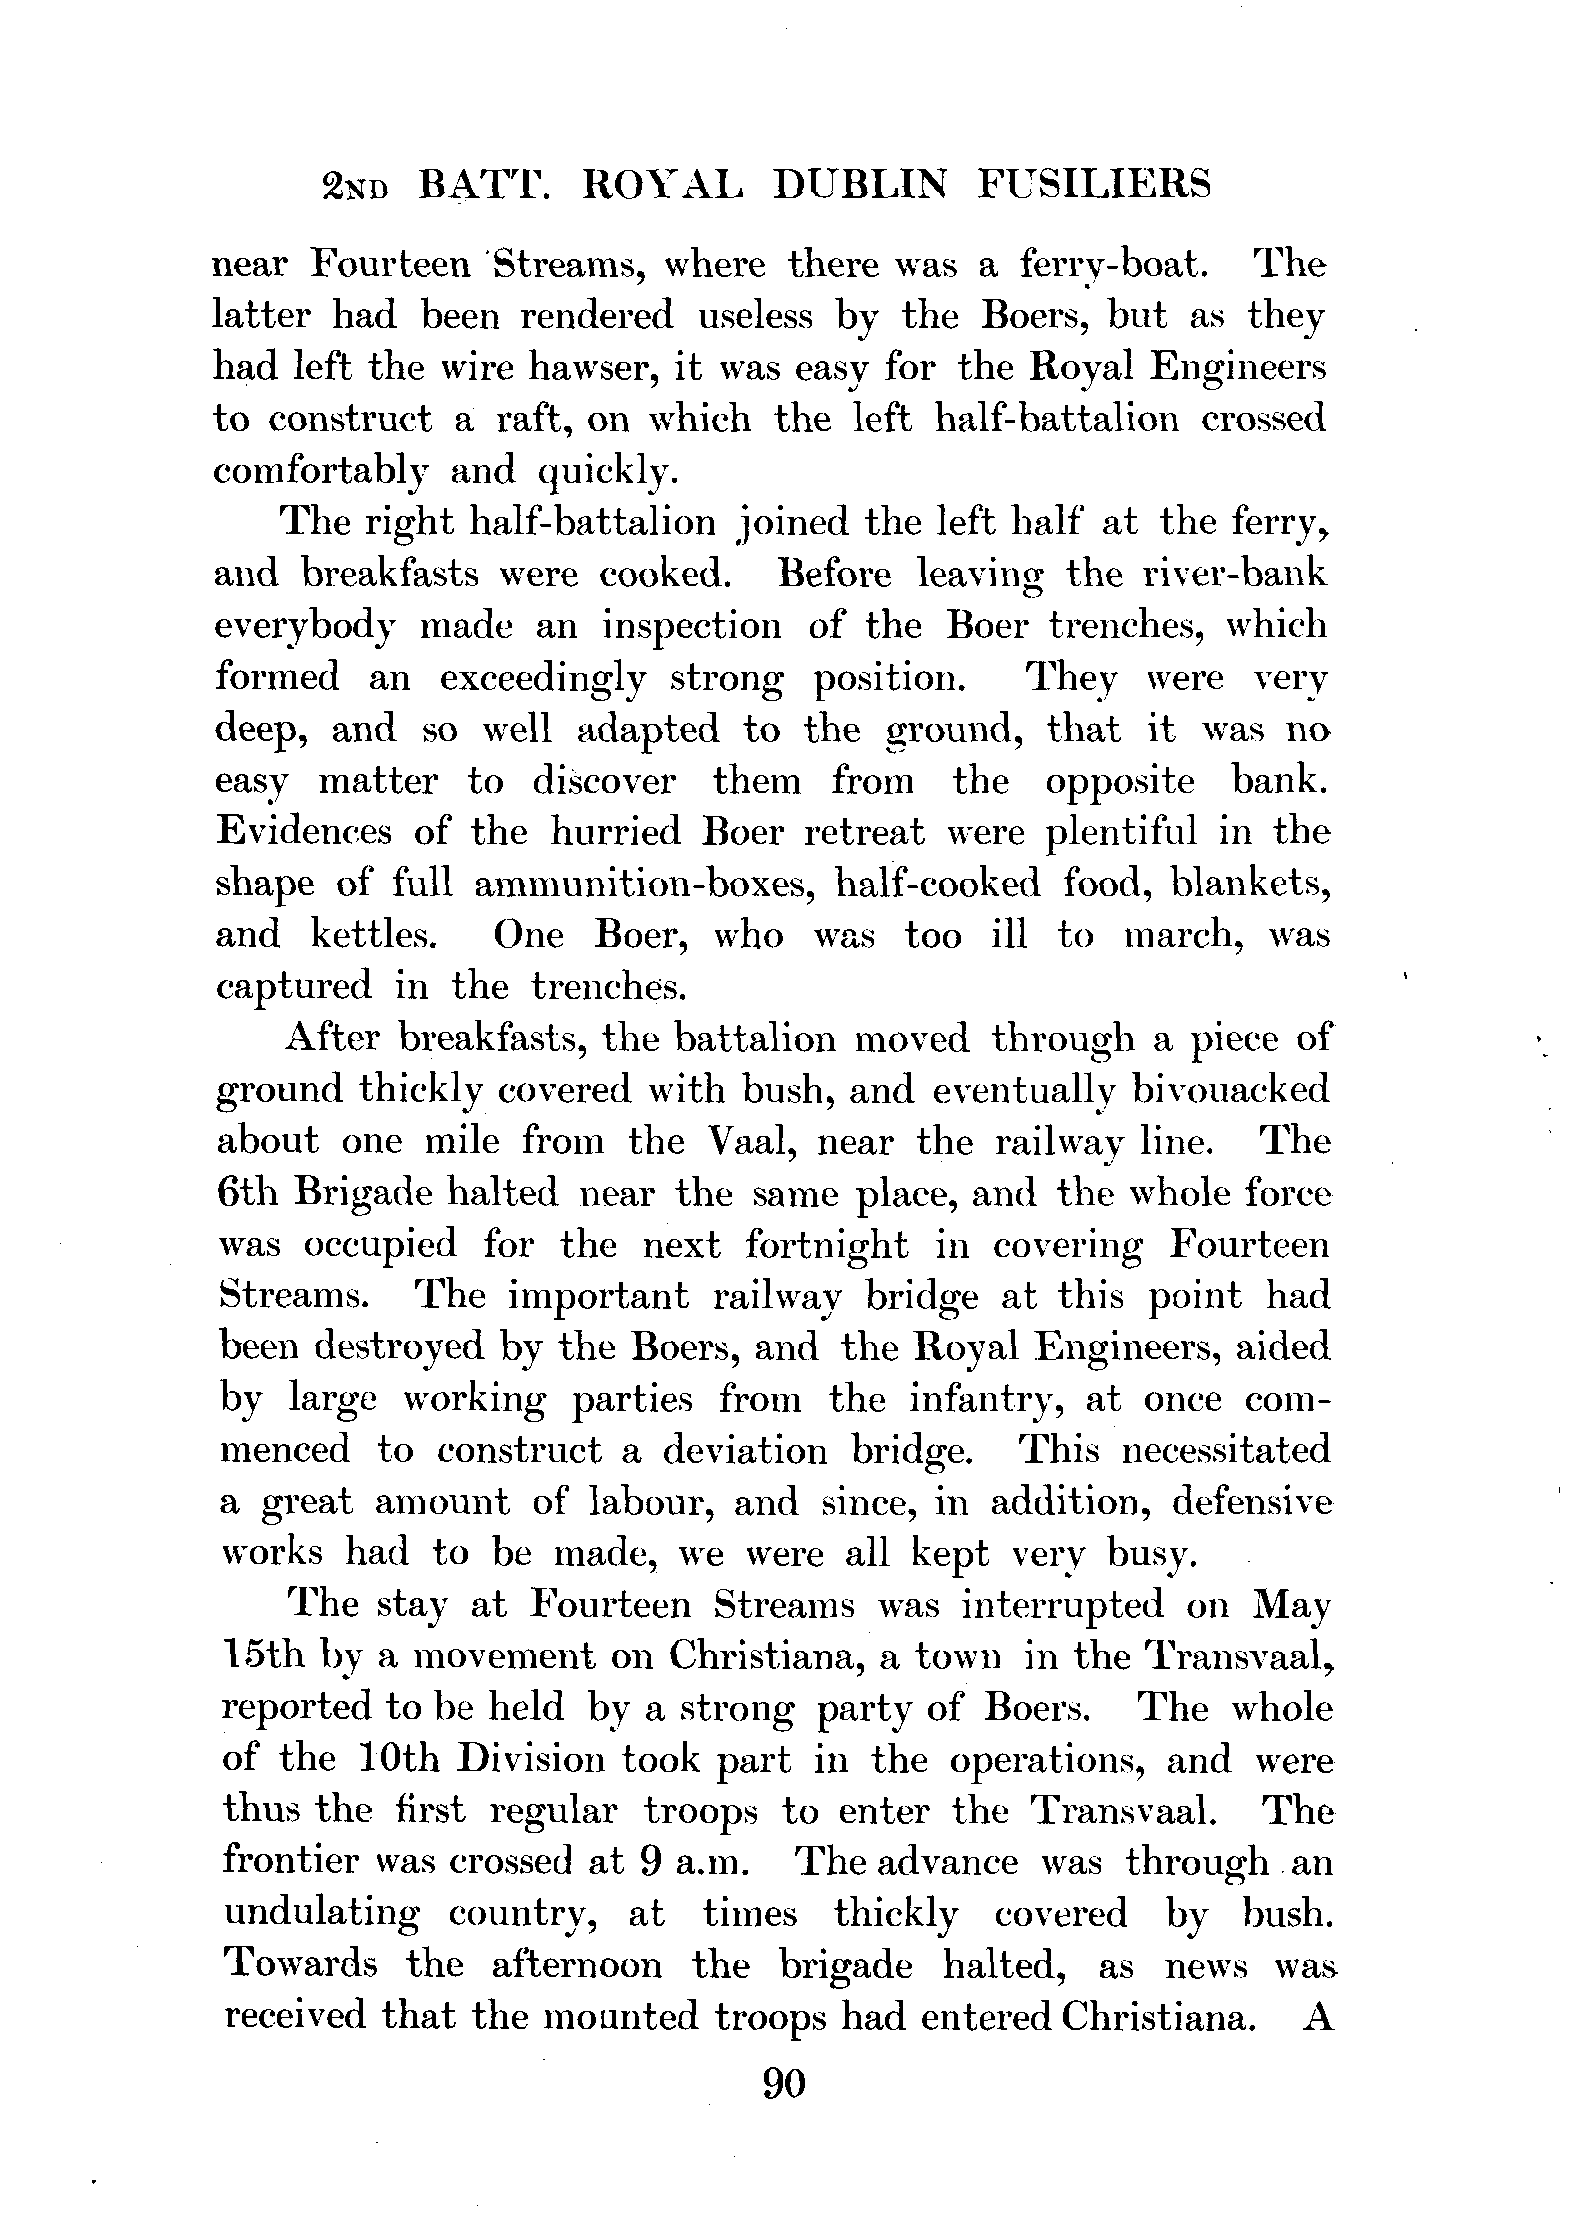 2ND BATT. ROYAL DUBLIN FUSILIERS
near Fourteen Streams, where there was a ferry-boat. The
latter had been rendered useless by the Boers, but as they
had left the wire hawser, it was easy for the Royal Engineers
to construct a raft, on which the left half-battalion crossed
comfortably and quickly.
The right half-battalion joined the left half at the ferry,
and breakfasts were cooked. Before leaving the river-bank
everybody made an inspection of the Boer trenches, which
formed an exceedingly strong position. They were very
deep, and so well adapted to the ground, that it was no
easy matter to discover them from the opposite bank.
Evidences of the hurried Boer retreat were plentiful in the
shape of full ammunition-boxes, half-cooked food, blankets,
and kettles. One Boer, who was too ill to march, was
captured in the trenches.
After breakfasts, the battalion moved through a piece of
ground thickly covered with bush, and eventually bivouacked
about one mile from the Vaal, near the railway line. The
6th Brigade halted near the same place, and the whole force
was occupied for the next fortnight in covering Fourteen
Streams. The important railway bridge at this point had
been destroyed by the Boers, and the Royal Engineers, aided
by large working parties from the infantry, at once com-
menced to construct a deviation bridge. This necessitated
a great amount of labour, and since, in addition, defensive
works had to be made, we were all kept very busy.
The stay at Fourteen Streams was interrupted on May
15th by a movement on Christiana, a town in the Transvaal,
reported to be held by a strong party of Boers. The whole
of the 10th Division took part in the operations, and were
thus the first regular troops to enter the Transvaal. The
frontier was crossed at 9 a.m. The advance was through an
undulating country, at times thickly covered by bush.
Towards the afternoon the brigade halted, as news was
received that the mounted troops had entered Christiana. A
90